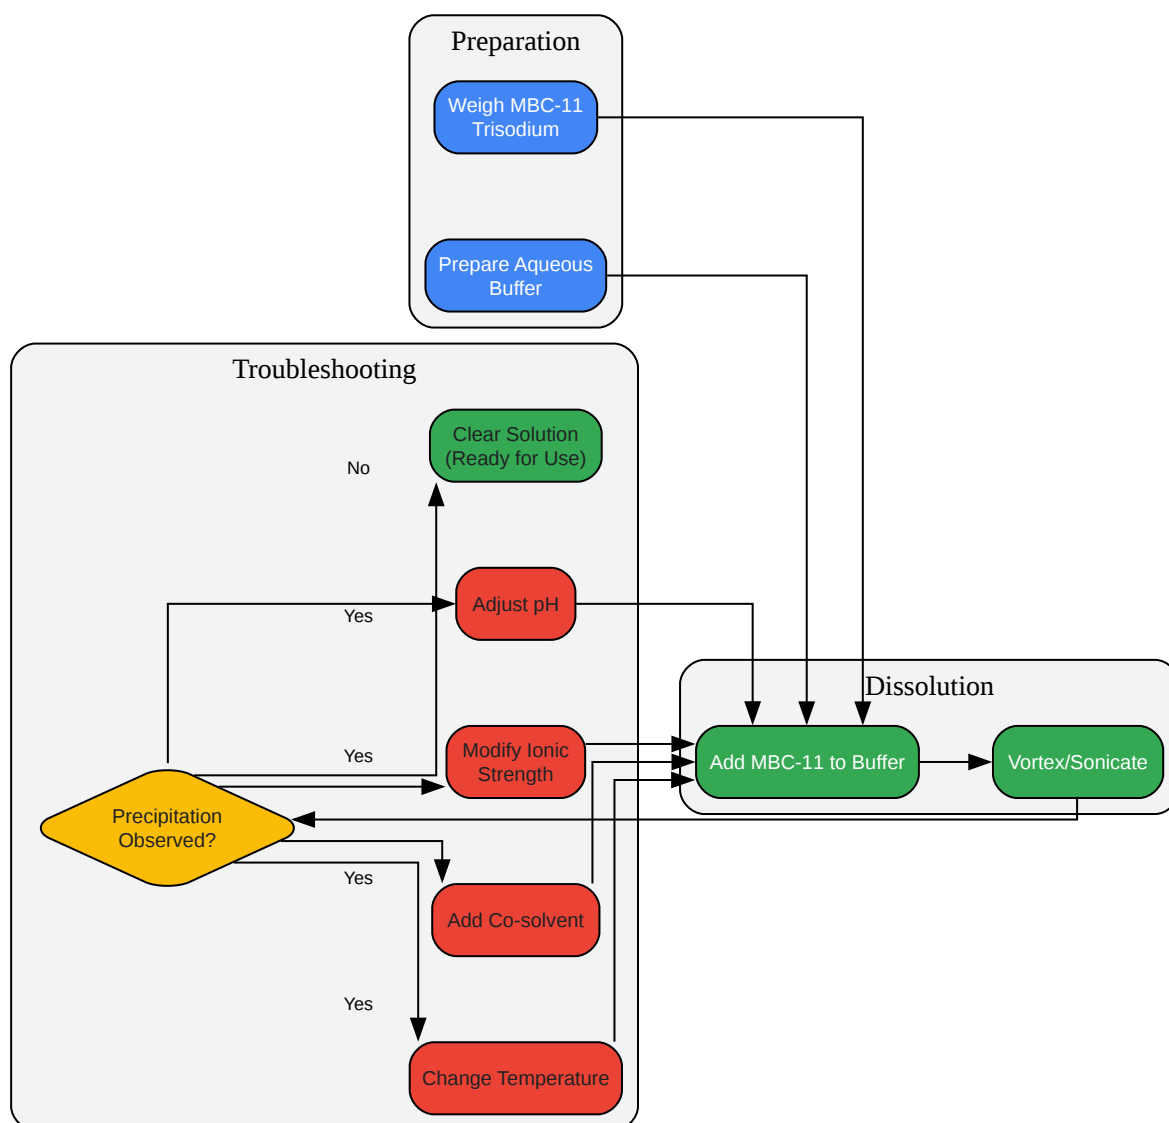 Preparation
Weigh MBC-11
Trisodium
Prepare Aqueous
Buffer
Troubleshooting
Clear Solution
(Ready for Use)
No
Adjust pH
Yes
Dissolution
Modify Ionic
Strength
Yes
Add MBC-11 to Buffer
Vortex/Sonicate
Precipitation
Observed?
Yes
Add Co-solvent
Yes
Change Temperature